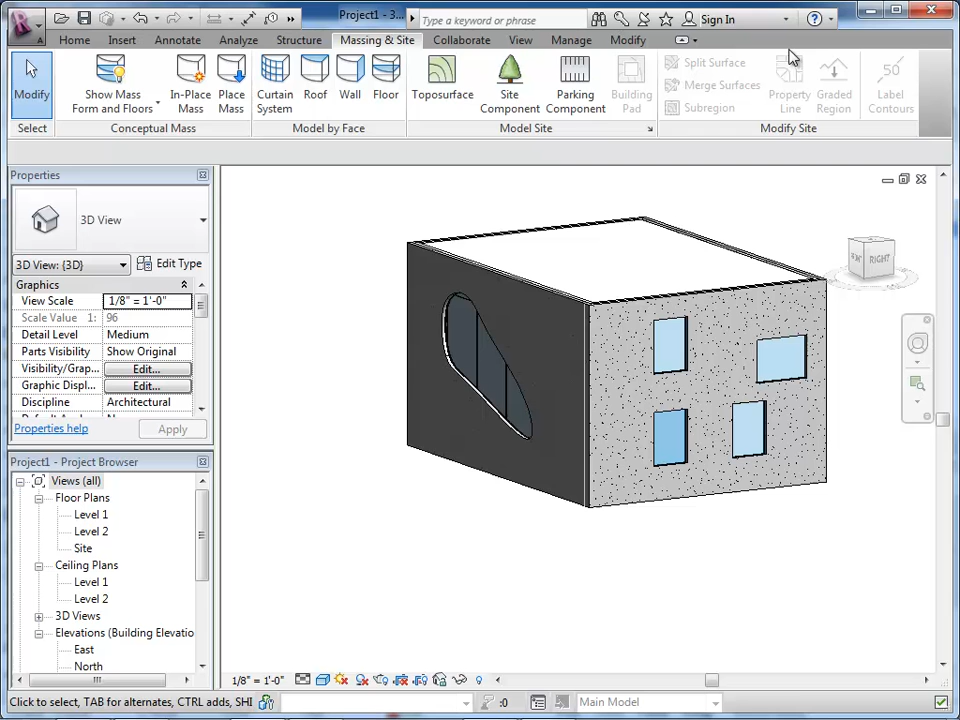 Project1 - 3... Type a keyword or phrase Sign In
Home Insert Annotate Analyze Structure Massing & Site Collaborate View Manage Modify
Modify Show Mass Form and Floors In-Place Mass Place Mass Curtain System Roof Wall Floor Toposurface Site Component Parking Component Building Pad Split Surface Merge Surfaces Subregion Property Line Graded Region 50 Label Contours
Select Conceptual Mass Model by Face Model Site Modify Site
Properties
3D View
3D View: {3D} Edit Type
Graphics
View Scale 1/8" = 1'-0"
Scale Value 1: 96
Detail Level Medium
Parts Visibility Show Original
Visibility/Grap... Edit...
Graphic Displ... Edit...
Discipline Architectural
Properties help Apply
Project1 - Project Browser
Views (all)
Floor Plans
Level 1
Level 2
Site
Ceiling Plans
Level 1
Level 2
3D Views
Elevations (Building Elevatio
East
North
RIGHT
1/8" = 1'-0"
Click to select, TAB for alternates, CTRL adds, SHI :0 Main Model